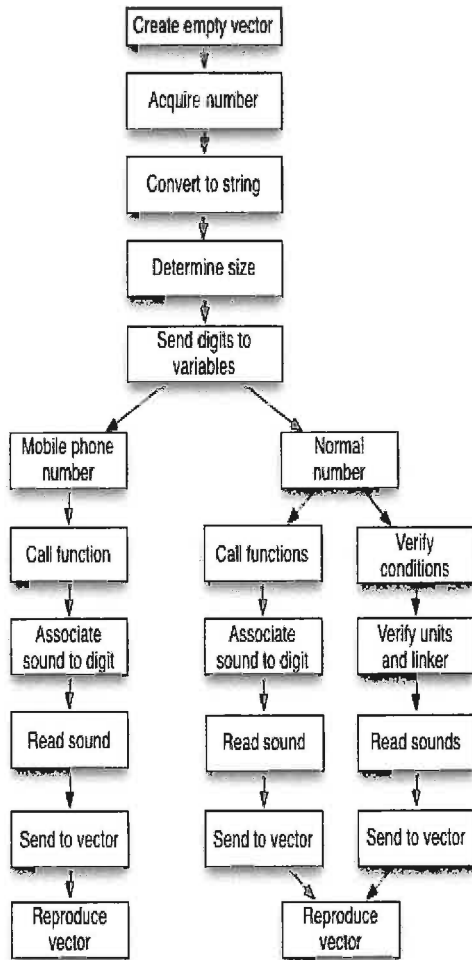 Create empty vector
Acquire number
Convert to string
Determine size
Send digits to
variables
Mobile phone
number
Normal
number
Call function
Call functions
Verify
conditions
Associate
sound to digit
Associate
sound to digit
Verify units
and linker
Read sound
Read sound
Read sounds
Send to vector
Send to vector
Send to vector
Reproduce
vector
Reproduce
vector